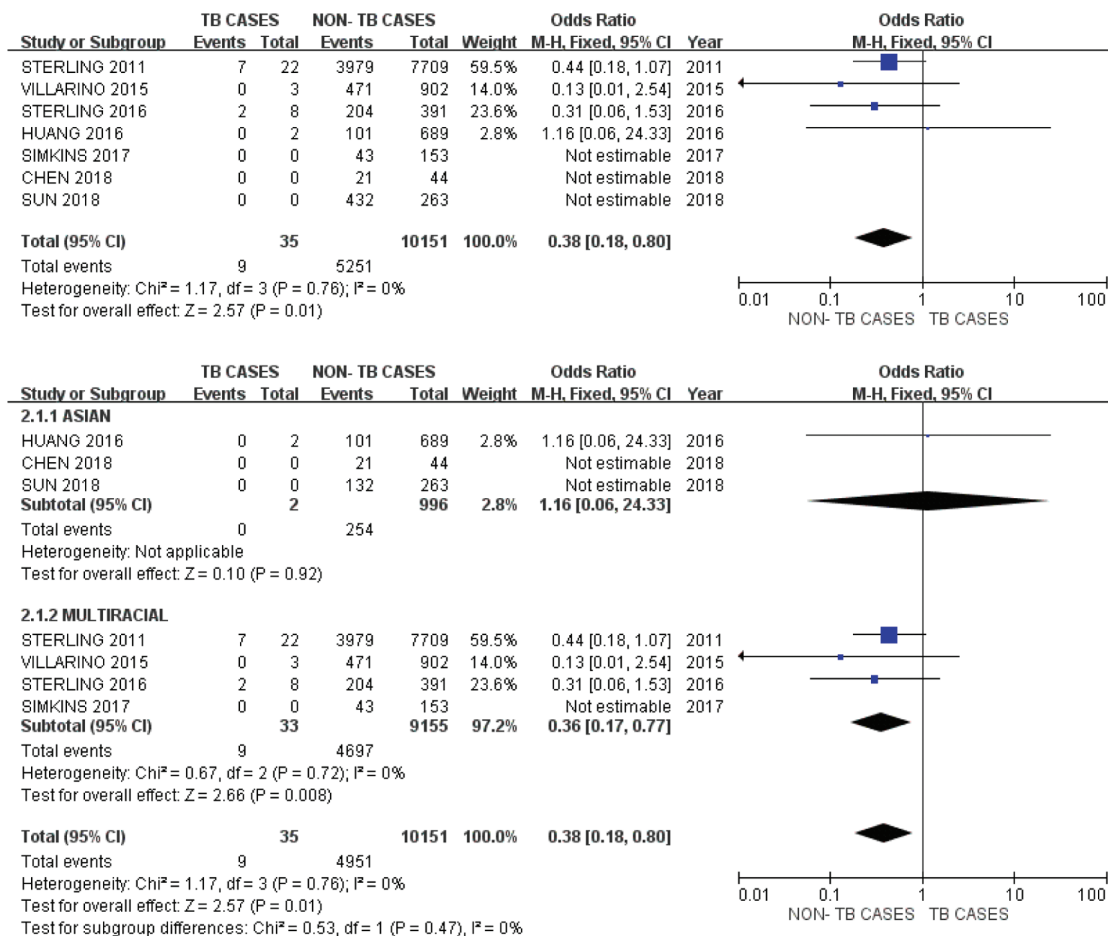 TB CASES NON- TB CASES Odds Ratio Odds Ratio
Study or Subgroup Events Total Events Total Weight M-H, Fixed, 95% CI Year M-H, Fixed, 95% CI
STERLING 2011 7 22 3979 7709 59.5% 0.44 [0.18, 1.07] 2011
VILLARINO 2015 0 3 471 902 14.0% 0.13 [0.01, 2.54] 2015
STERLING 2016 2 8 204 391 23.6% 0.31 [0.06, 1.53] 2016
HUANG 2016 0 2 101 689 2.8% 1.16 [0.06, 24.33] 2016
SIMKINS 2017 0 0 43 153 Not estimable 2017
CHEN 2018 0 0 21 44 Not estimable 2018
SUN 2018 0 0 432 263 Not estimable 2018
Total (95% CI) 35 10151 100.0% 0.38 [0.18, 0.80]
Total events 9 5251
Heterogeneity: Chi² = 1.17, df = 3 (P = 0.76); I² = 0%
Test for overall effect: Z = 2.57 (P = 0.01)
0.01 0.1 1 10 100
NON- TB CASES TB CASES
TB CASES NON- TB CASES Odds Ratio Odds Ratio
Study or Subgroup Events Total Events Total Weight M-H, Fixed, 95% CI Year M-H, Fixed, 95% CI
2.1.1 ASIAN
HUANG 2016 0 2 101 689 2.8% 1.16 [0.06, 24.33] 2016
CHEN 2018 0 0 21 44 Not estimable 2018
SUN 2018 0 0 132 263 Not estimable 2018
Subtotal (95% CI) 2 996 2.8% 1.16 [0.06, 24.33]
Total events 0 254
Heterogeneity: Not applicable
Test for overall effect: Z = 0.10 (P = 0.92)
2.1.2 MULTIRACIAL
STERLING 2011 7 22 3979 7709 59.5% 0.44 [0.18, 1.07] 2011
VILLARINO 2015 0 3 471 902 14.0% 0.13 [0.01, 2.54] 2015
STERLING 2016 2 8 204 391 23.6% 0.31 [0.06, 1.53] 2016
SIMKINS 2017 0 0 43 153 Not estimable 2017
Subtotal (95% CI) 33 9155 97.2% 0.36 [0.17, 0.77]
Total events 9 4697
Heterogeneity: Chi² = 0.67, df = 2 (P = 0.72); I² = 0%
Test for overall effect: Z = 2.66 (P = 0.008)
Total (95% CI) 35 10151 100.0% 0.38 [0.18, 0.80]
Total events 9 4951
Heterogeneity: Chi² = 1.17, df = 3 (P = 0.76); I² = 0%
Test for overall effect: Z = 2.57 (P = 0.01)
Test for subgroup differences: Chi² = 0.53, df = 1 (P = 0.47), I² = 0%
0.01 0.1 1 10 100
NON- TB CASES TB CASES